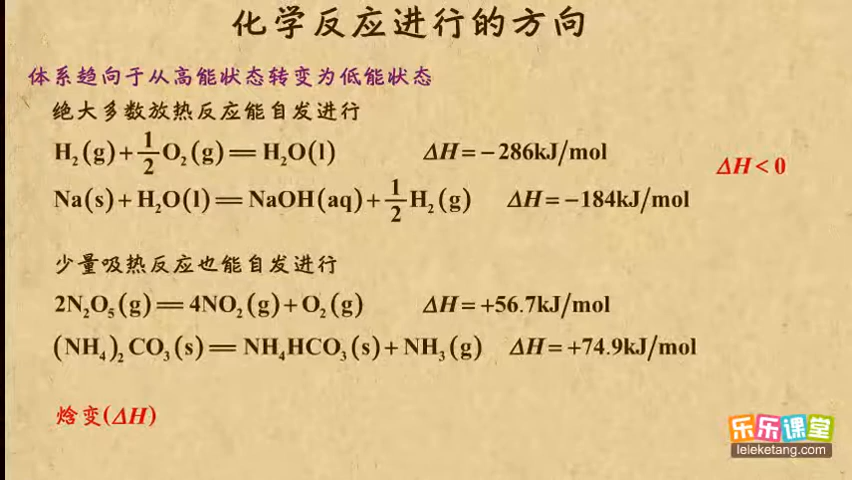 化学反应进行的方向
体系趋向于从高能状态转变为低能状态
绝大多数放热反应能自发进行
H₂(g)+1/2O₂(g)═H₂O(l) ΔH=−286kJ/mol
ΔH<0
Na(s)+H₂O(l)═NaOH(aq)+1/2H₂(g) ΔH=−184kJ/mol
少量吸热反应也能自发进行
2N₂O₅(g)═4NO₂(g)+O₂(g) ΔH=+56.7kJ/mol
(NH₄)₂CO₃(s)═NH₄HCO₃(s)+NH₃(g) ΔH=+74.9kJ/mol
焓变(ΔH)
乐乐课堂
leleketang.com